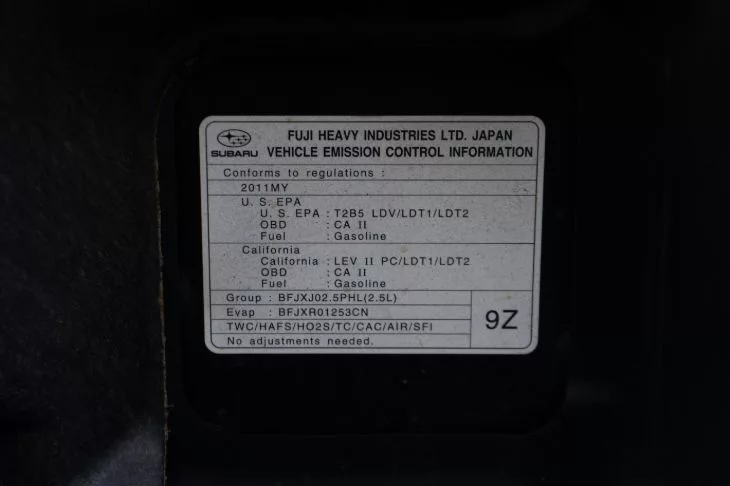 FUJI HEAVY INDUSTRIES LTD. JAPAN
SUBARU VEHICLE EMISSION CONTROL INFORMATION
Conforms to regulations :
2011MY
U. S. EPA
U. S. EPA : T2B5 LDV/LDT1/LDT2
OBD : CA II
Fuel : Gasoline
California
California : LEV II PC/LDT1/LDT2
OBD : CA II
Fuel : Gasoline
Group : BFJXJ02.5PHL(2.5L)
Evap : BFJXR01253CN
TWC/HAFS/HO2S/TC/CAC/AIR/SFI
No adjustments needed.
9Z